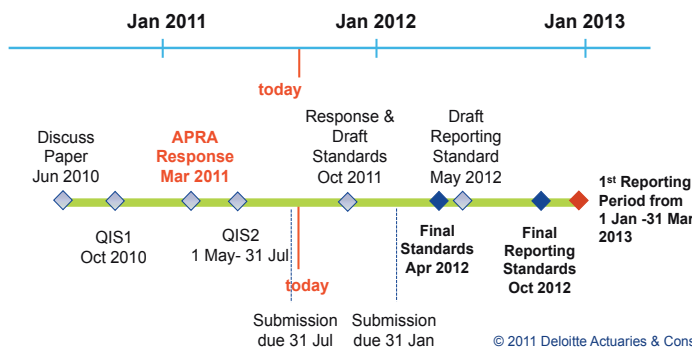 Jan 2011
Jan 2012
Jan 2013
today
Discuss
Paper
Jun 2010
APRA
Response
Mar 2011
Response &
Draft
Standards
Oct 2011
Draft
Reporting
Standard
May 2012
1st Reporting
Period from
1 Jan -31 Mar
2013
QIS1
Oct 2010
QIS2
1 May- 31 Jul
Final
Standards
Apr 2012
Final
Reporting
Standards
Oct 2012
today
Submission
due 31 Jul
Submission
due 31 Jan
© 2011 Deloitte Actuaries & Cons